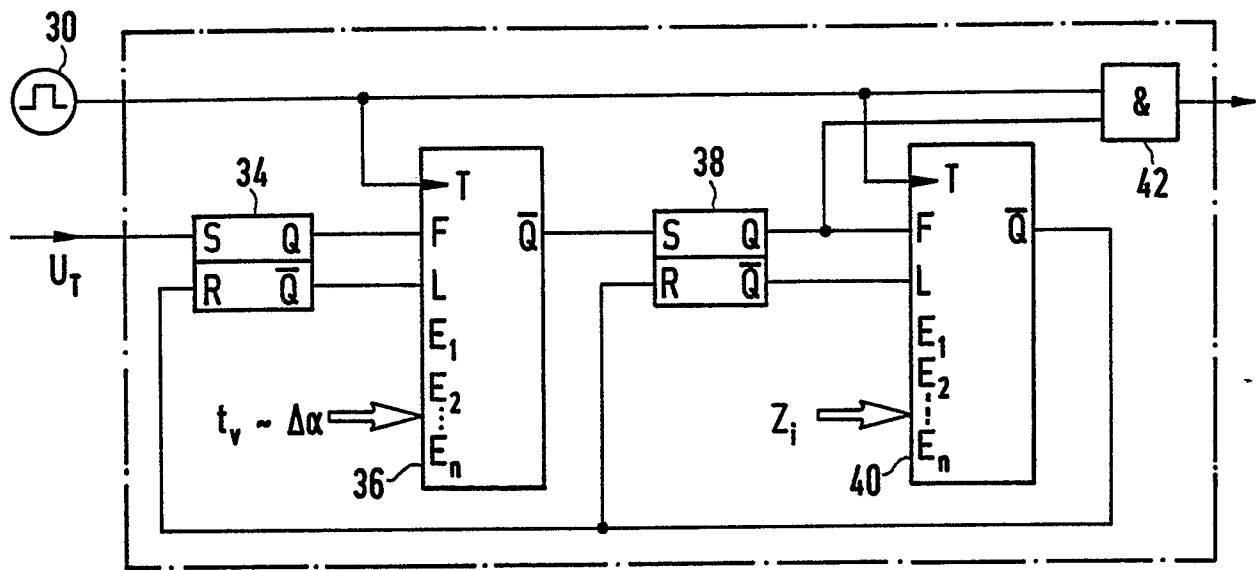 30
&
42
34
38
T
T
S Q
F
Q̅
S Q
F
Q̅
U_T
R Q̅
L
R Q̅
L
E_1
E_1
E_2
E_2
t_v ~ Δα
Z_i
E_n
E_n
36
40